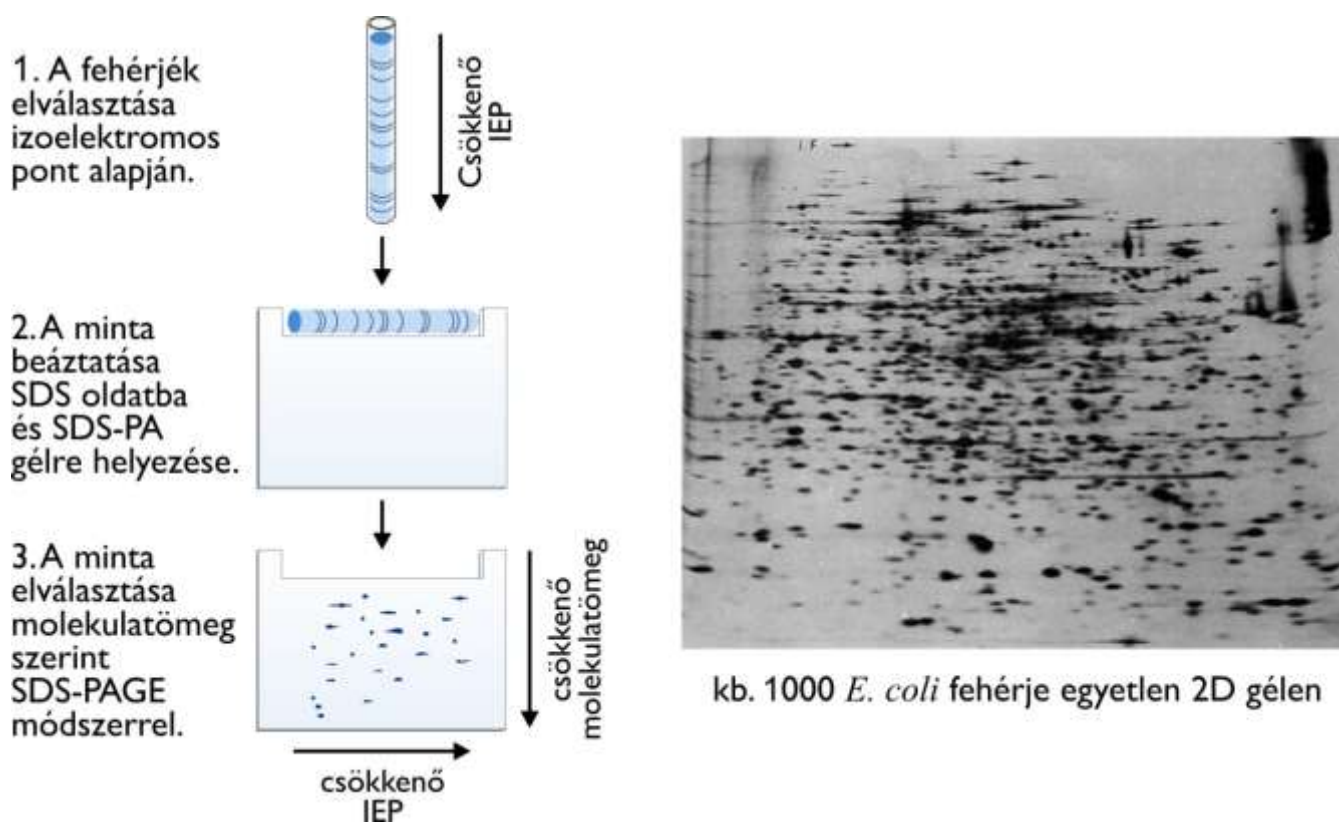 1. A fehérjék
elválasztása
izoelektromos
pont alapján.
Csökkenő
IEP
2. A minta
beáztatása
SDS oldatba
és SDS-PA
gélre helyezése.
3. A minta
elválasztása
molekulatömeg
szerint
SDS-PAGE
módszerrel.
csökkenő
molekulatömeg
csökkenő
IEP
kb. 1000 E. coli fehérje egyetlen 2D gélen